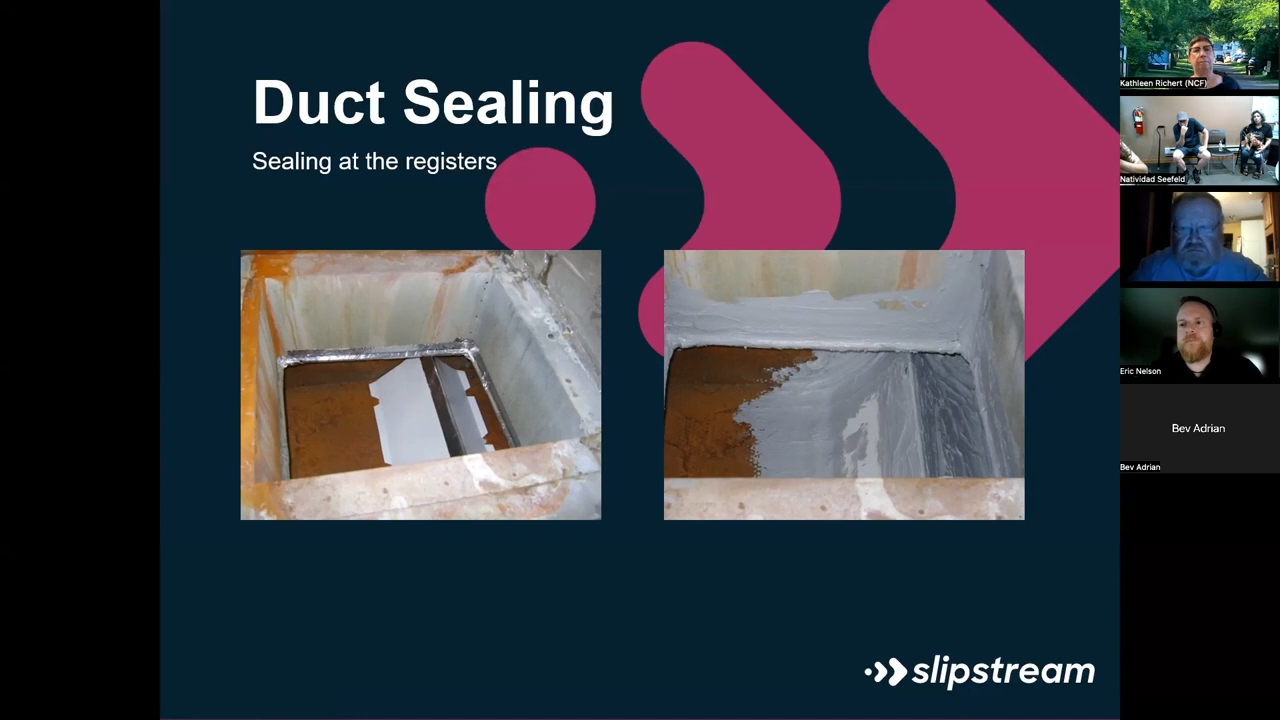 Duct Sealing
Sealing at the registers
slipstream
Kathleen Richert (NCF)
Natividad Seefeld
Eric Nelson
Bev Adrian
Bev Adrian